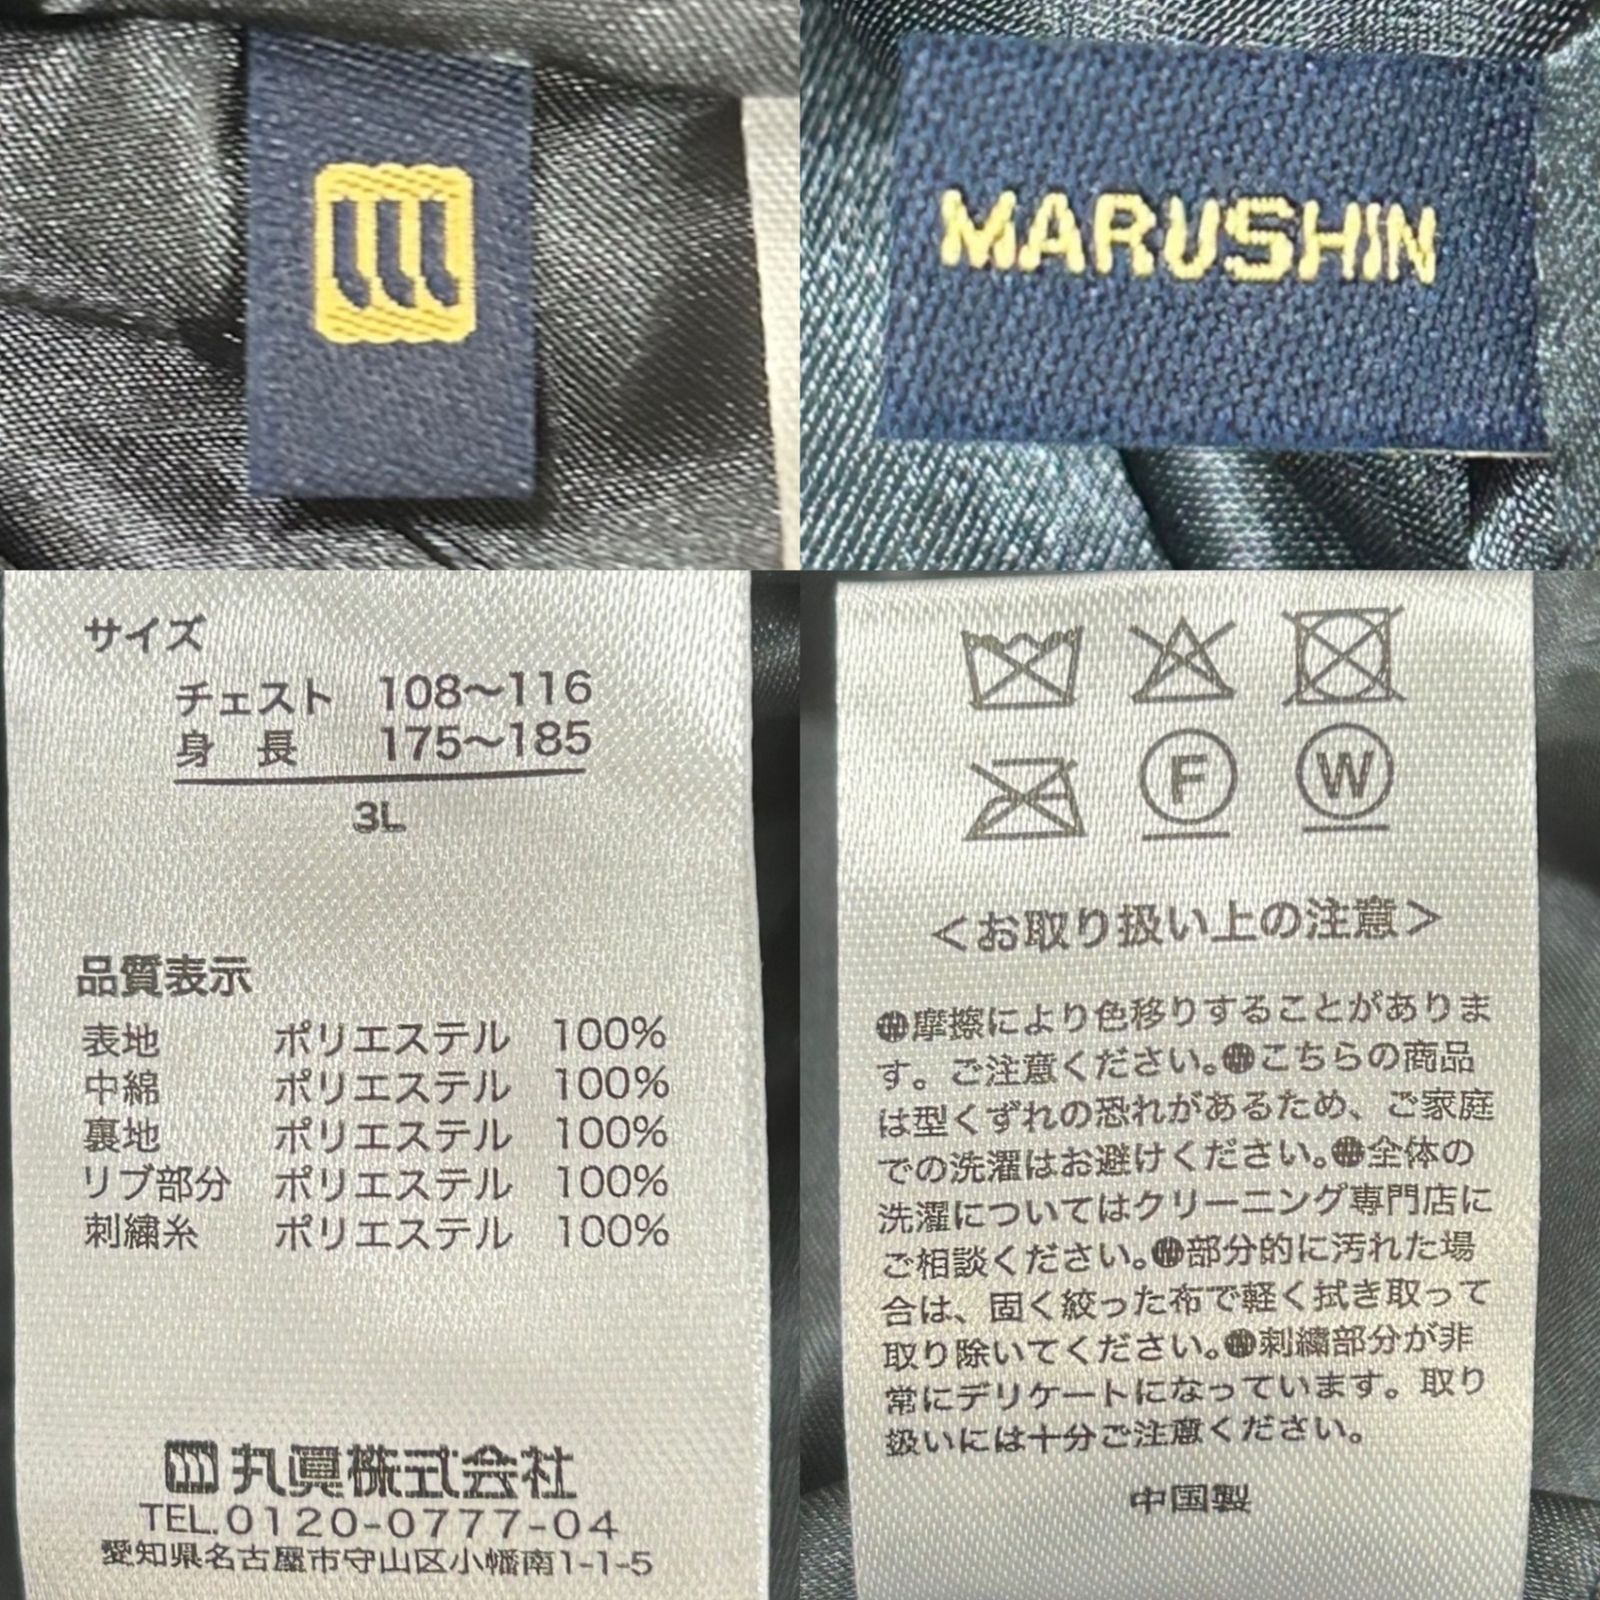 MARUSHIN
サイズ
チェスト 108〜116
身 長 175〜185
3L
品質表示
表地 ポリエステル 100%
中綿 ポリエステル 100%
裏地 ポリエステル 100%
リブ部分 ポリエステル 100%
刺繍糸 ポリエステル 100%
丸眞株式会社
TEL.0120-0777-04
愛知県名古屋市守山区小幡南1-1-5
F W
＜お取り扱い上の注意＞
●摩擦により色移りすることがありま
す。ご注意ください。●こちらの商品
は型くずれの恐れがあるため、ご家庭
での洗濯はお避けください。●全体の
洗濯についてはクリーニング専門店に
ご相談ください。●部分的に汚れた場
合は、固く絞った布で軽く拭き取って
取り除いてください。●刺繍部分が非
常にデリケートになっています。取り
扱いには十分ご注意ください。
中国製